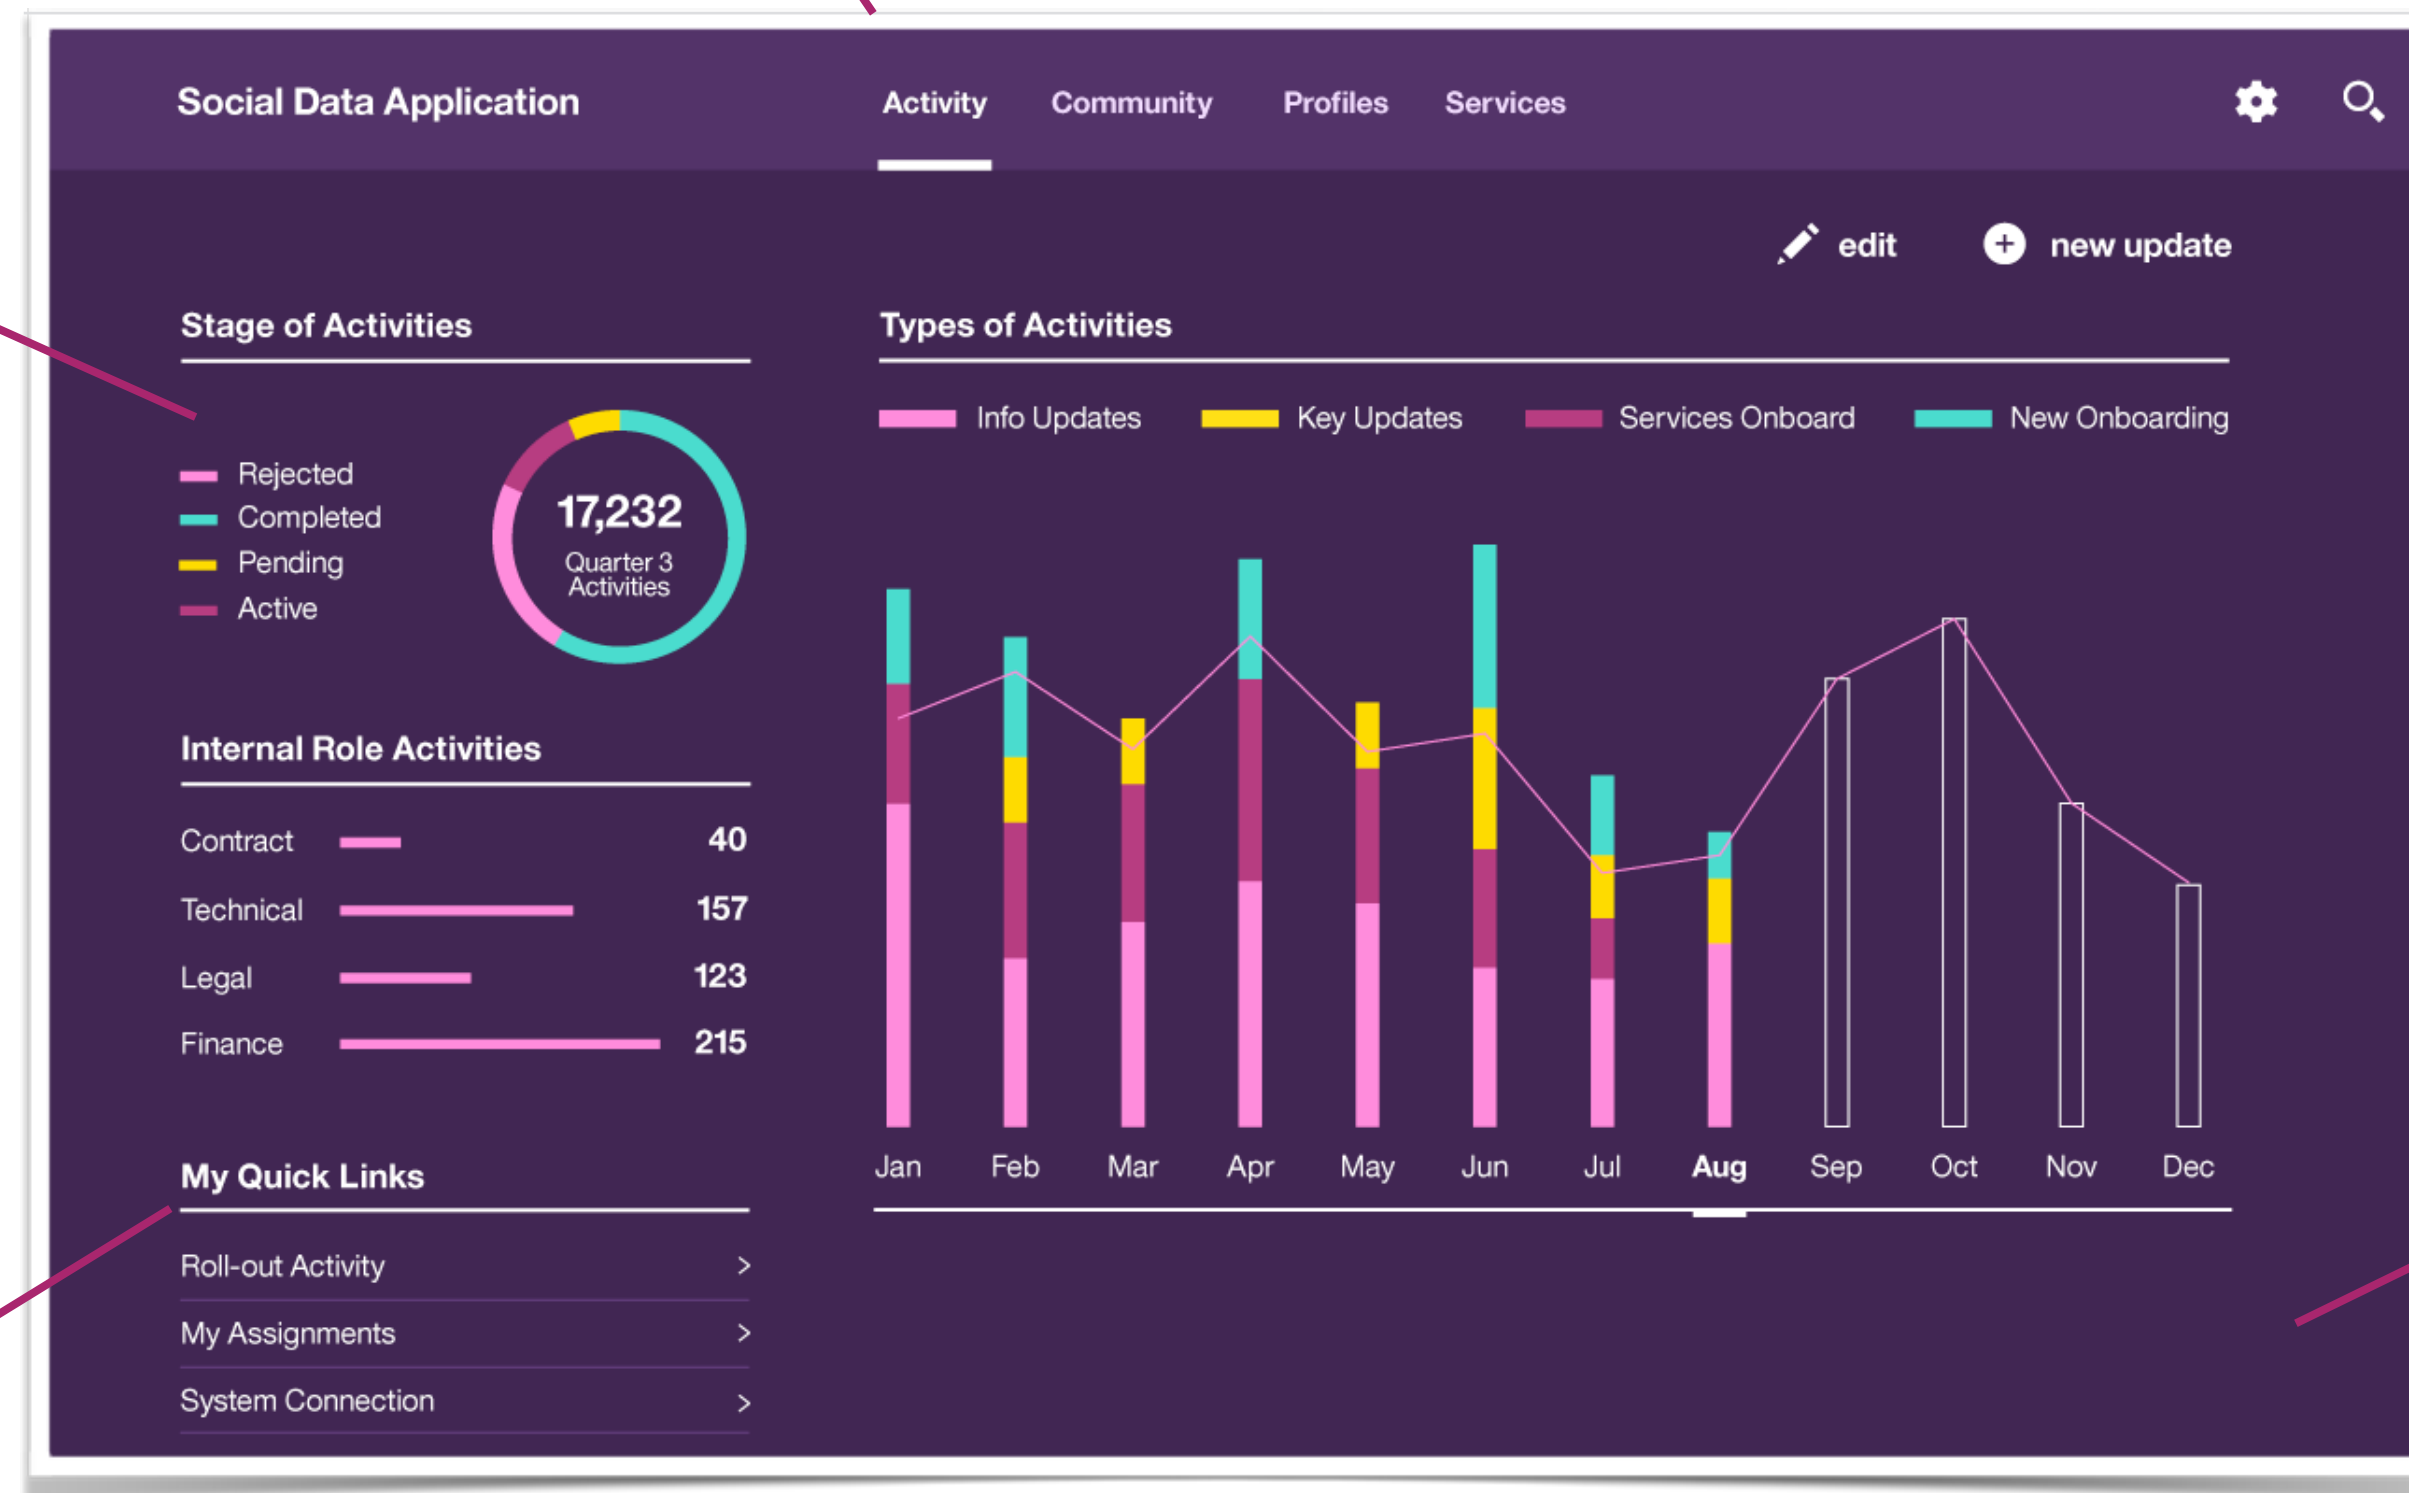 Social Data Application
Activity Community Profiles Services
edit new update
Stage of Activities
Rejected
Completed
Pending
Active
17,232
Quarter 3
Activities
Internal Role Activities
Contract 40
Technical 157
Legal 123
Finance 215
My Quick Links
Roll-out Activity >
My Assignments >
System Connection >
Types of Activities
Info Updates Key Updates Services Onboard New Onboarding
Jan Feb Mar Apr May Jun Jul Aug Sep Oct Nov Dec